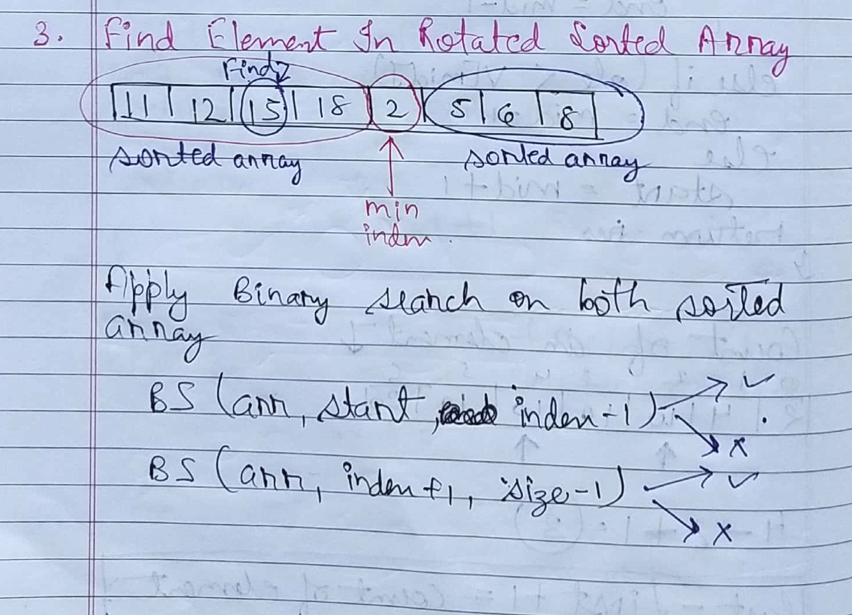 3. Find Element In Rotated Sorted Array
Find
11 12 15 18 2 5 6 8
sorted array sorted array
min
index
Apply Binary search on both sorted
array
BS (arr, start, index-1) ✓
×
BS (arr, index+1, size-1) ✓
×